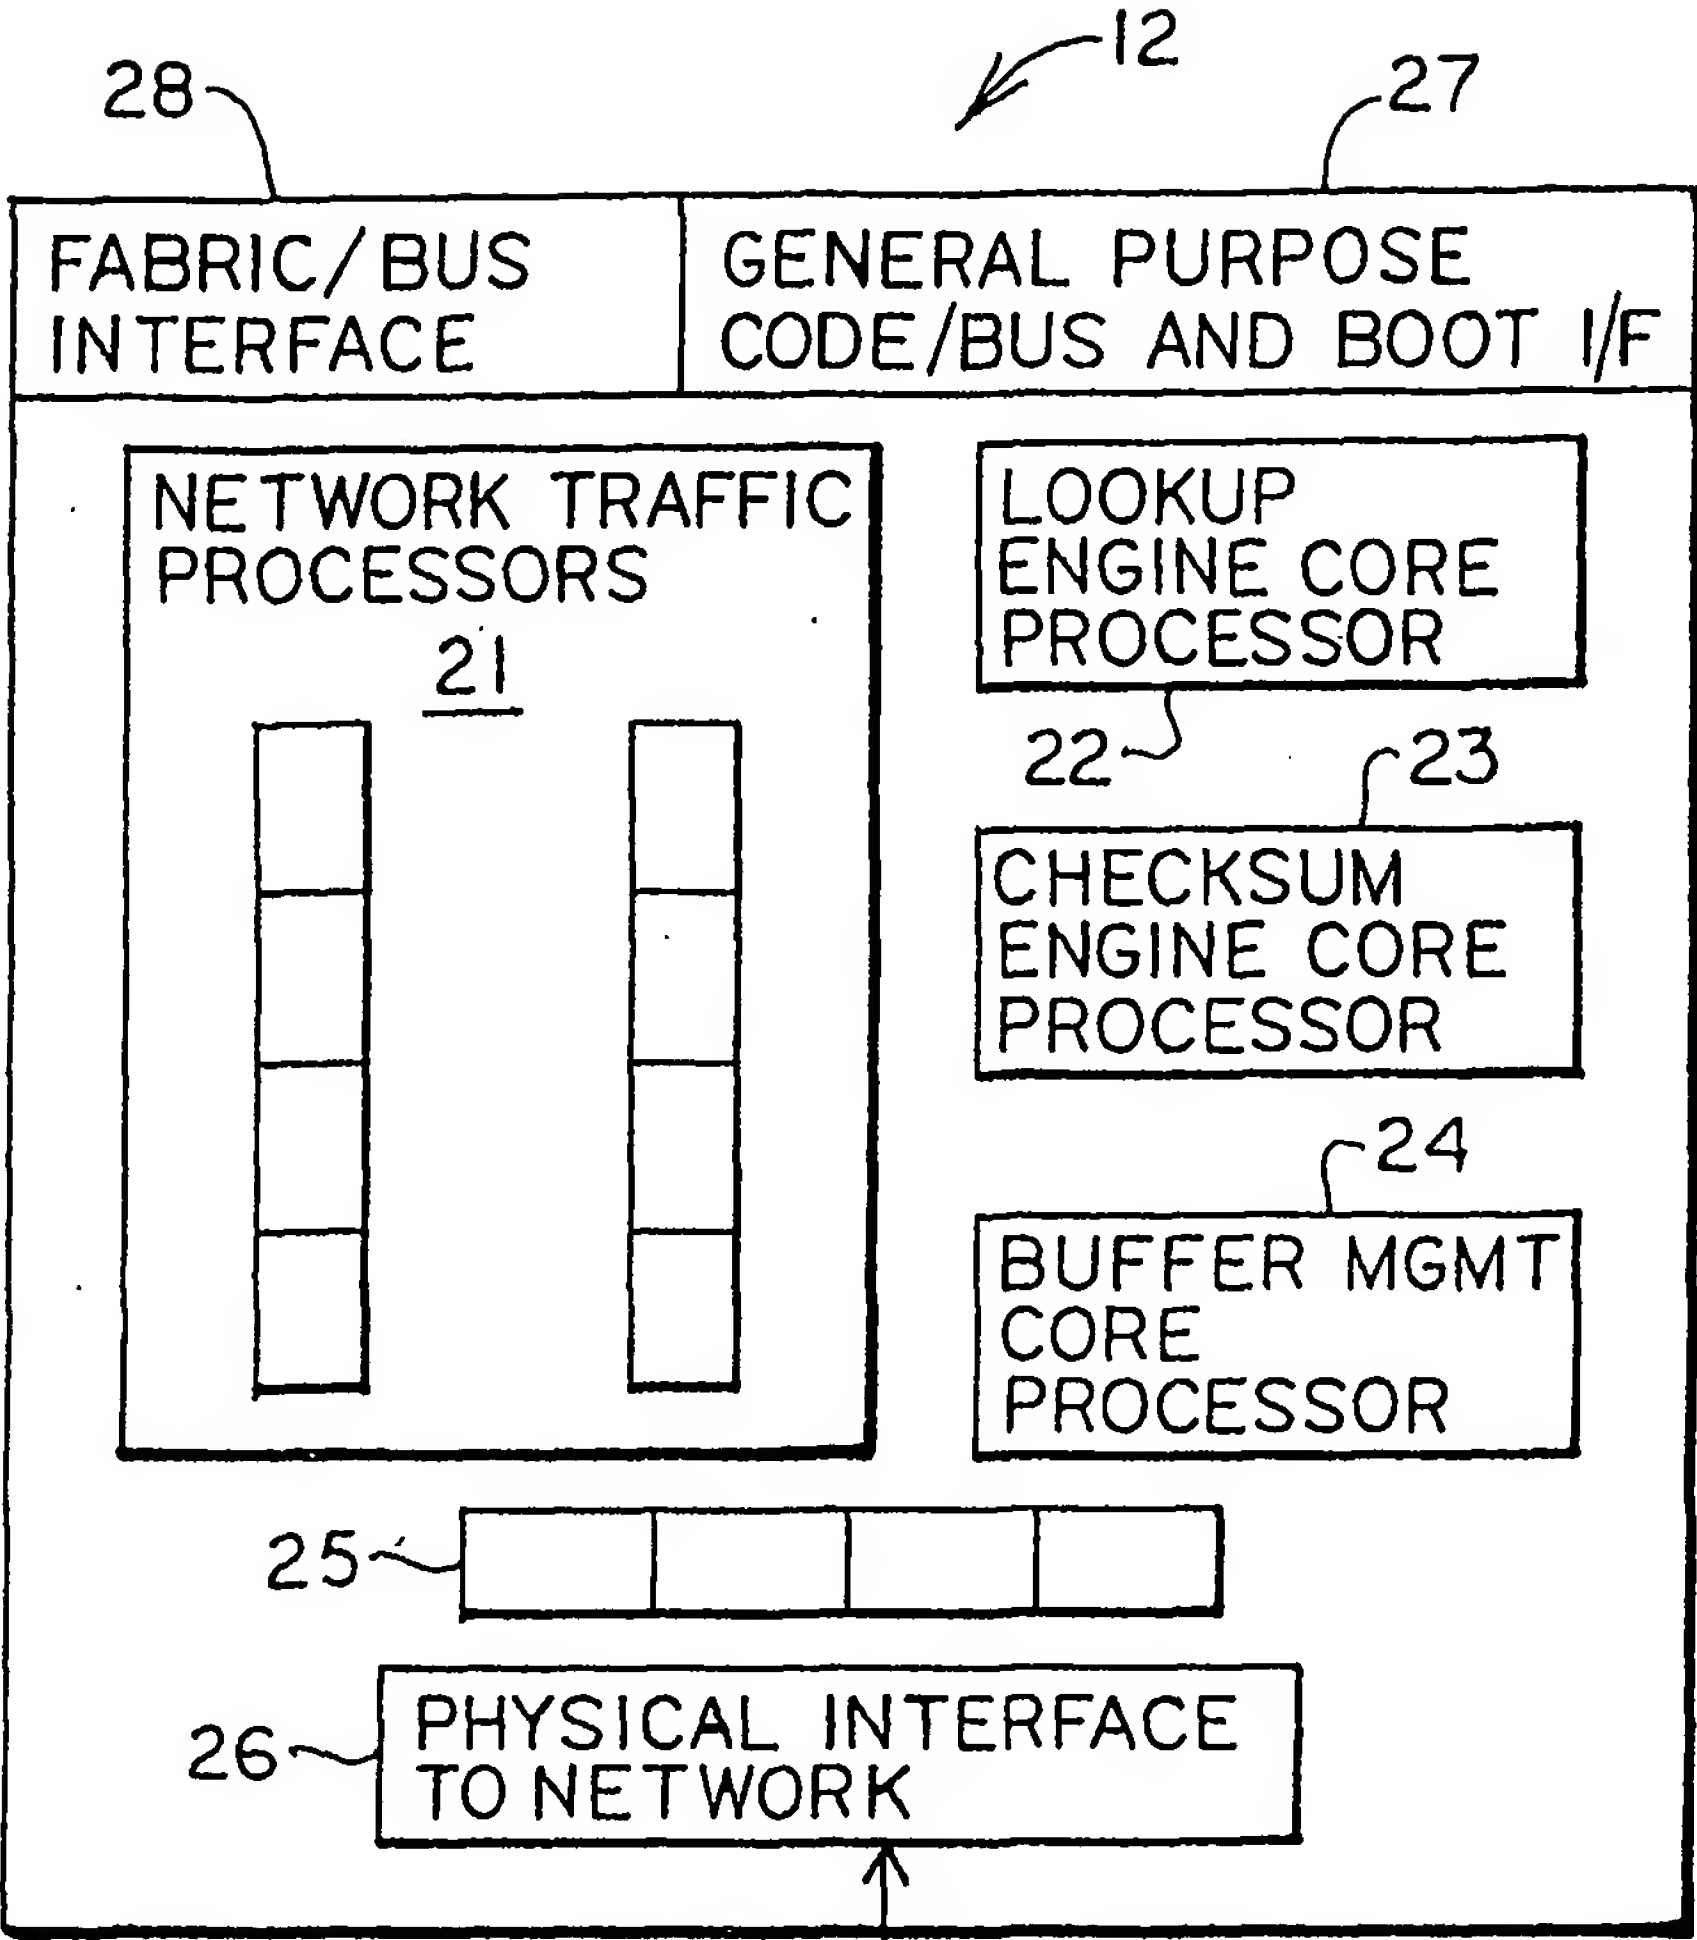 12
28
27
FABRIC/BUS
INTERFACE
GENERAL PURPOSE
CODE/BUS AND BOOT I/F
NETWORK TRAFFIC
PROCESSORS
21
LOOKUP
ENGINE CORE
PROCESSOR
22
23
CHECKSUM
ENGINE CORE
PROCESSOR
24
BUFFER MGMT
CORE
PROCESSOR
25
26
PHYSICAL INTERFACE
TO NETWORK